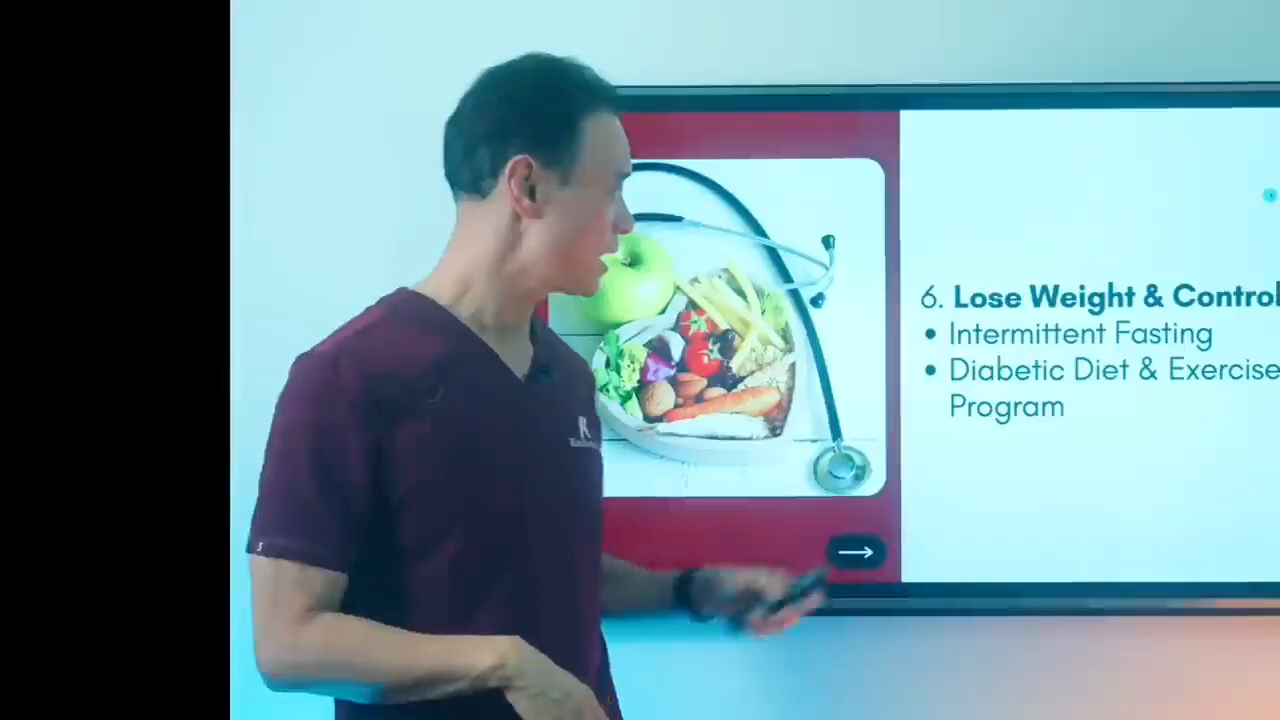 6. Lose Weight & Control
• Intermittent Fasting
• Diabetic Diet & Exercise
Program